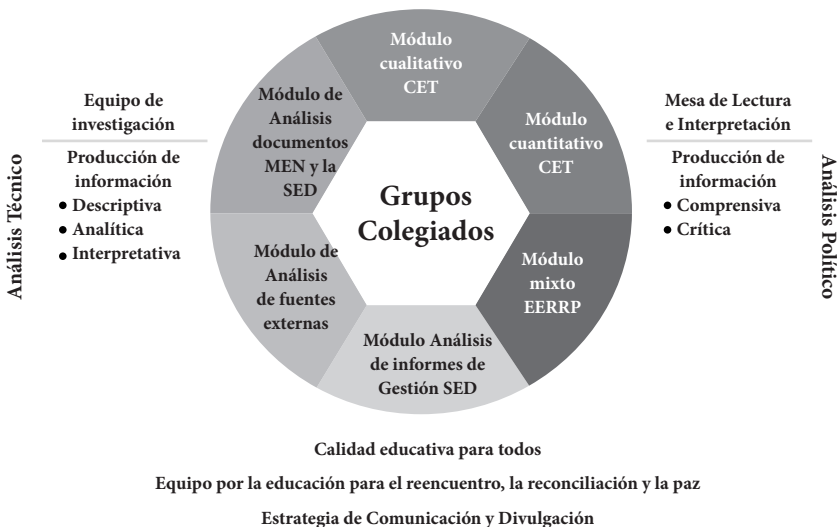 Análisis Técnico
Equipo de
investigación
Producción de
información
• Descriptiva
• Analítica
• Interpretativa
Módulo
cualitativo
CET
Módulo de
Análisis
documentos
MEN y la
SED
Módulo
cuantitativo
CET
Grupos
Colegiados
Módulo de
Análisis
de fuentes
externas
Módulo
mixto
EERRP
Módulo Análisis
de informes de
Gestión SED
Mesa de Lectura
e Interpretación
Producción de
información
• Comprensiva
• Crítica
Análisis Político
Calidad educativa para todos
Equipo por la educación para el reencuentro, la reconciliación y la paz
Estrategia de Comunicación y Divulgación